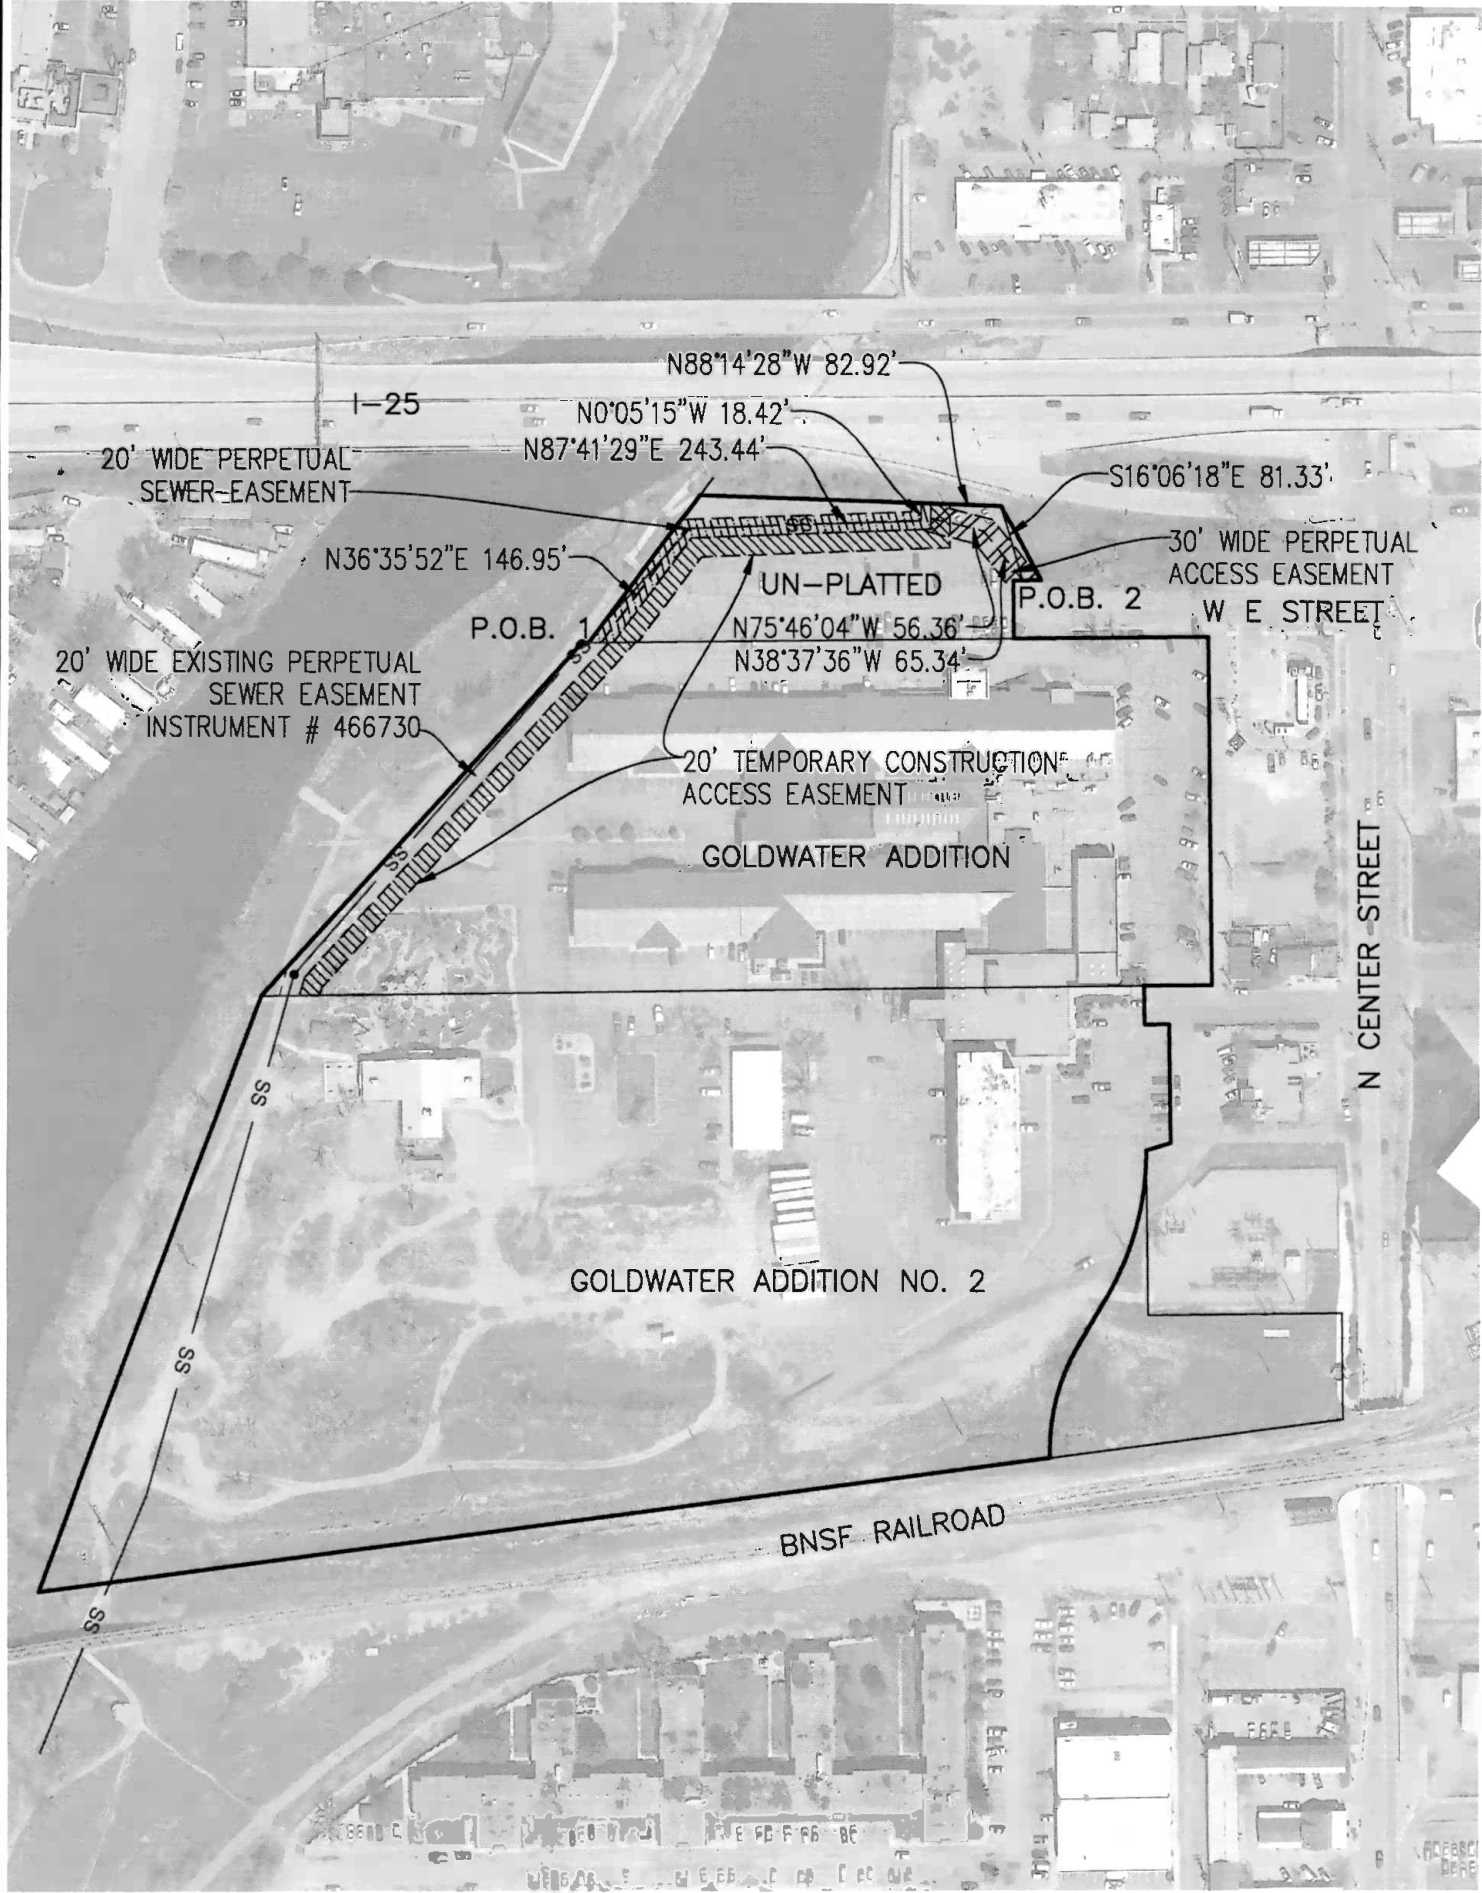 N88°14'28"W 82.92'
I-25
N0°05'15"W 18.42'
N87°41'29"E 243.44'
20' WIDE PERPETUAL
SEWER EASEMENT
S16°06'18"E 81.33'
SS
N36°35'52"E 146.95'
30' WIDE PERPETUAL
ACCESS EASEMENT
UN-PLATTED
P.O.B. 2
W E STREET
P.O.B. 1
N75°46'04"W 56.36'
N38°37'36"W 65.34'
SS
20' WIDE EXISTING PERPETUAL
SEWER EASEMENT
INSTRUMENT # 466730
20' TEMPORARY CONSTRUCTION
ACCESS EASEMENT
SS
GOLDWATER ADDITION
N CENTER STREET
SS
GOLDWATER ADDITION NO. 2
SS
BNSF RAILROAD
SS